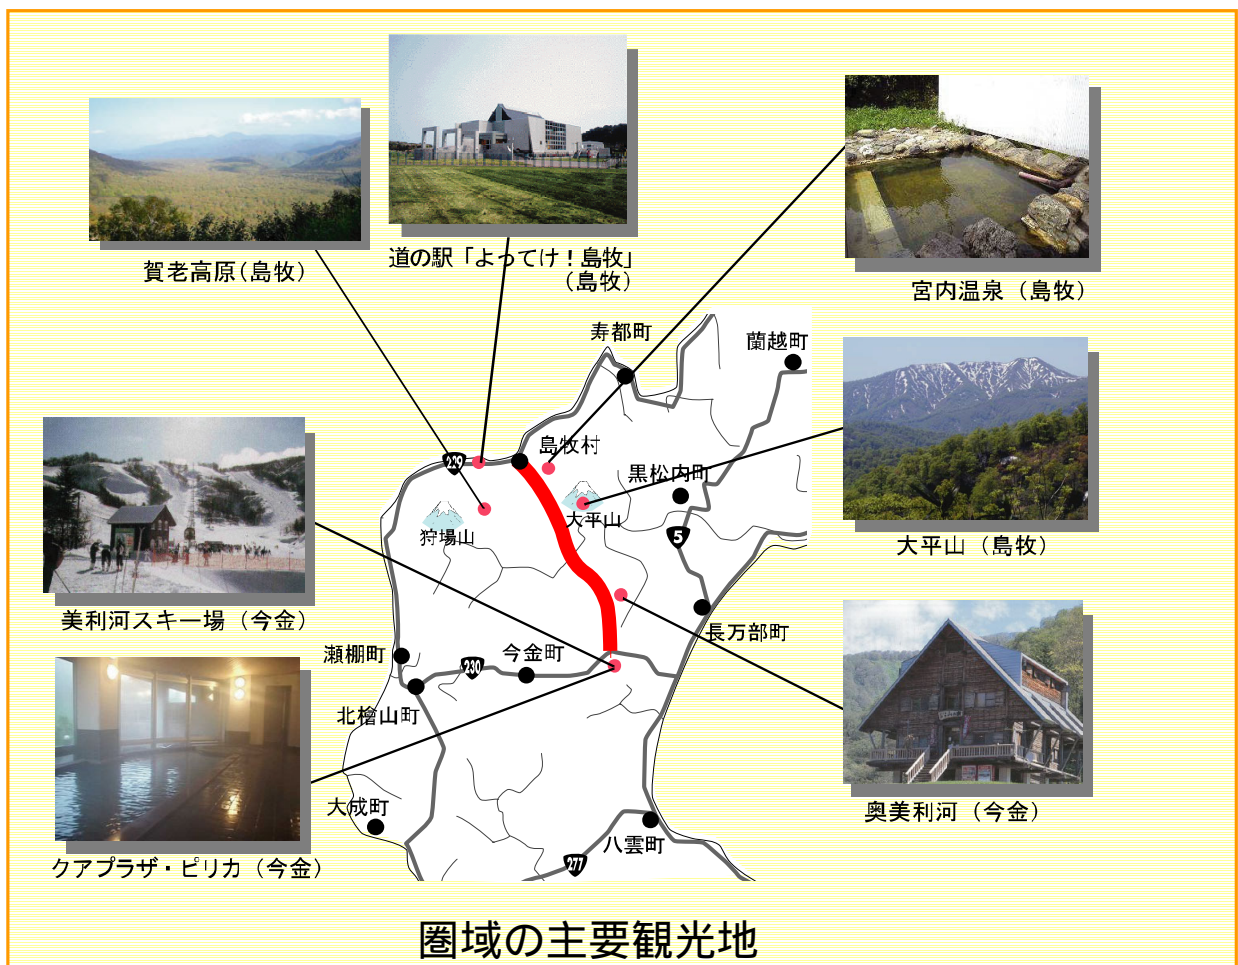 賀老高原(島牧)
道の駅「よってけ！島牧」
（島牧）
宮内温泉（島牧）
寿都町
蘭越町
島牧村
229
黒松内町
大平山
狩場山
5
大平山（島牧）
美利河スキー場（今金）
長万部町
瀬棚町
今金町
230
北檜山町
大成町
八雲町
277
奥美利河（今金）
クアプラザ・ピリカ（今金）
圏域の主要観光地